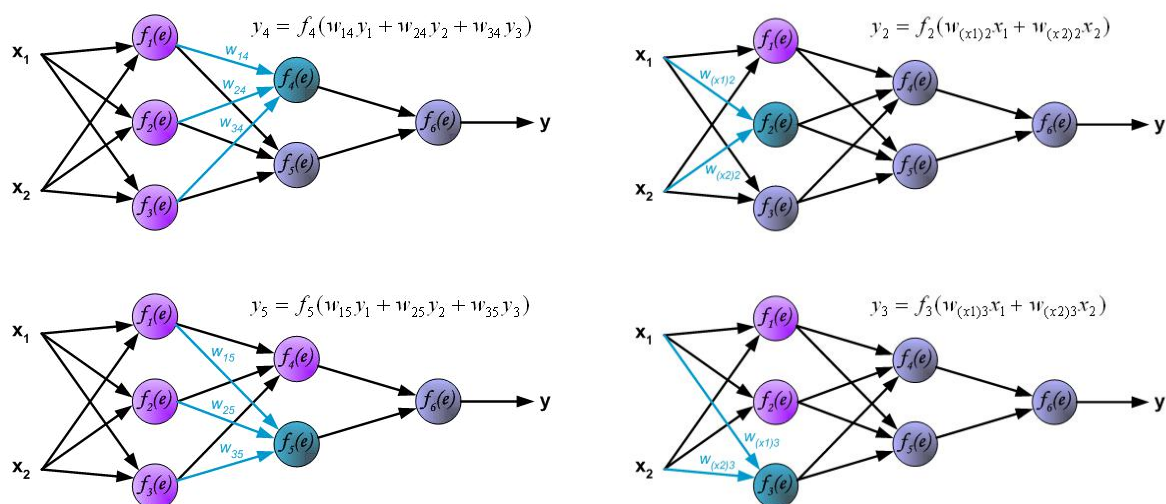 y₄ = f₄(w₁₄y₁ + w₂₄y₂ + w₃₄y₃)
x₁
x₂
f₁(e)
f₂(e)
f₃(e)
w₁₄
w₂₄
w₃₄
f₄(e)
f₅(e)
f₆(e)
y
y₂ = f₂(w₍ₓ₁₎₂x₁ + w₍ₓ₂₎₂x₂)
x₁
x₂
w₍ₓ₁₎₂
w₍ₓ₂₎₂
f₁(e)
f₂(e)
f₃(e)
f₄(e)
f₅(e)
f₆(e)
y
y₅ = f₅(w₁₅y₁ + w₂₅y₂ + w₃₅y₃)
x₁
x₂
f₁(e)
f₂(e)
f₃(e)
w₁₅
w₂₅
w₃₅
f₄(e)
f₅(e)
f₆(e)
y
y₃ = f₃(w₍ₓ₁₎₃x₁ + w₍ₓ₂₎₃x₂)
x₁
x₂
f₁(e)
f₂(e)
w₍ₓ₁₎₃
w₍ₓ₂₎₃
f₃(e)
f₄(e)
f₅(e)
f₆(e)
y